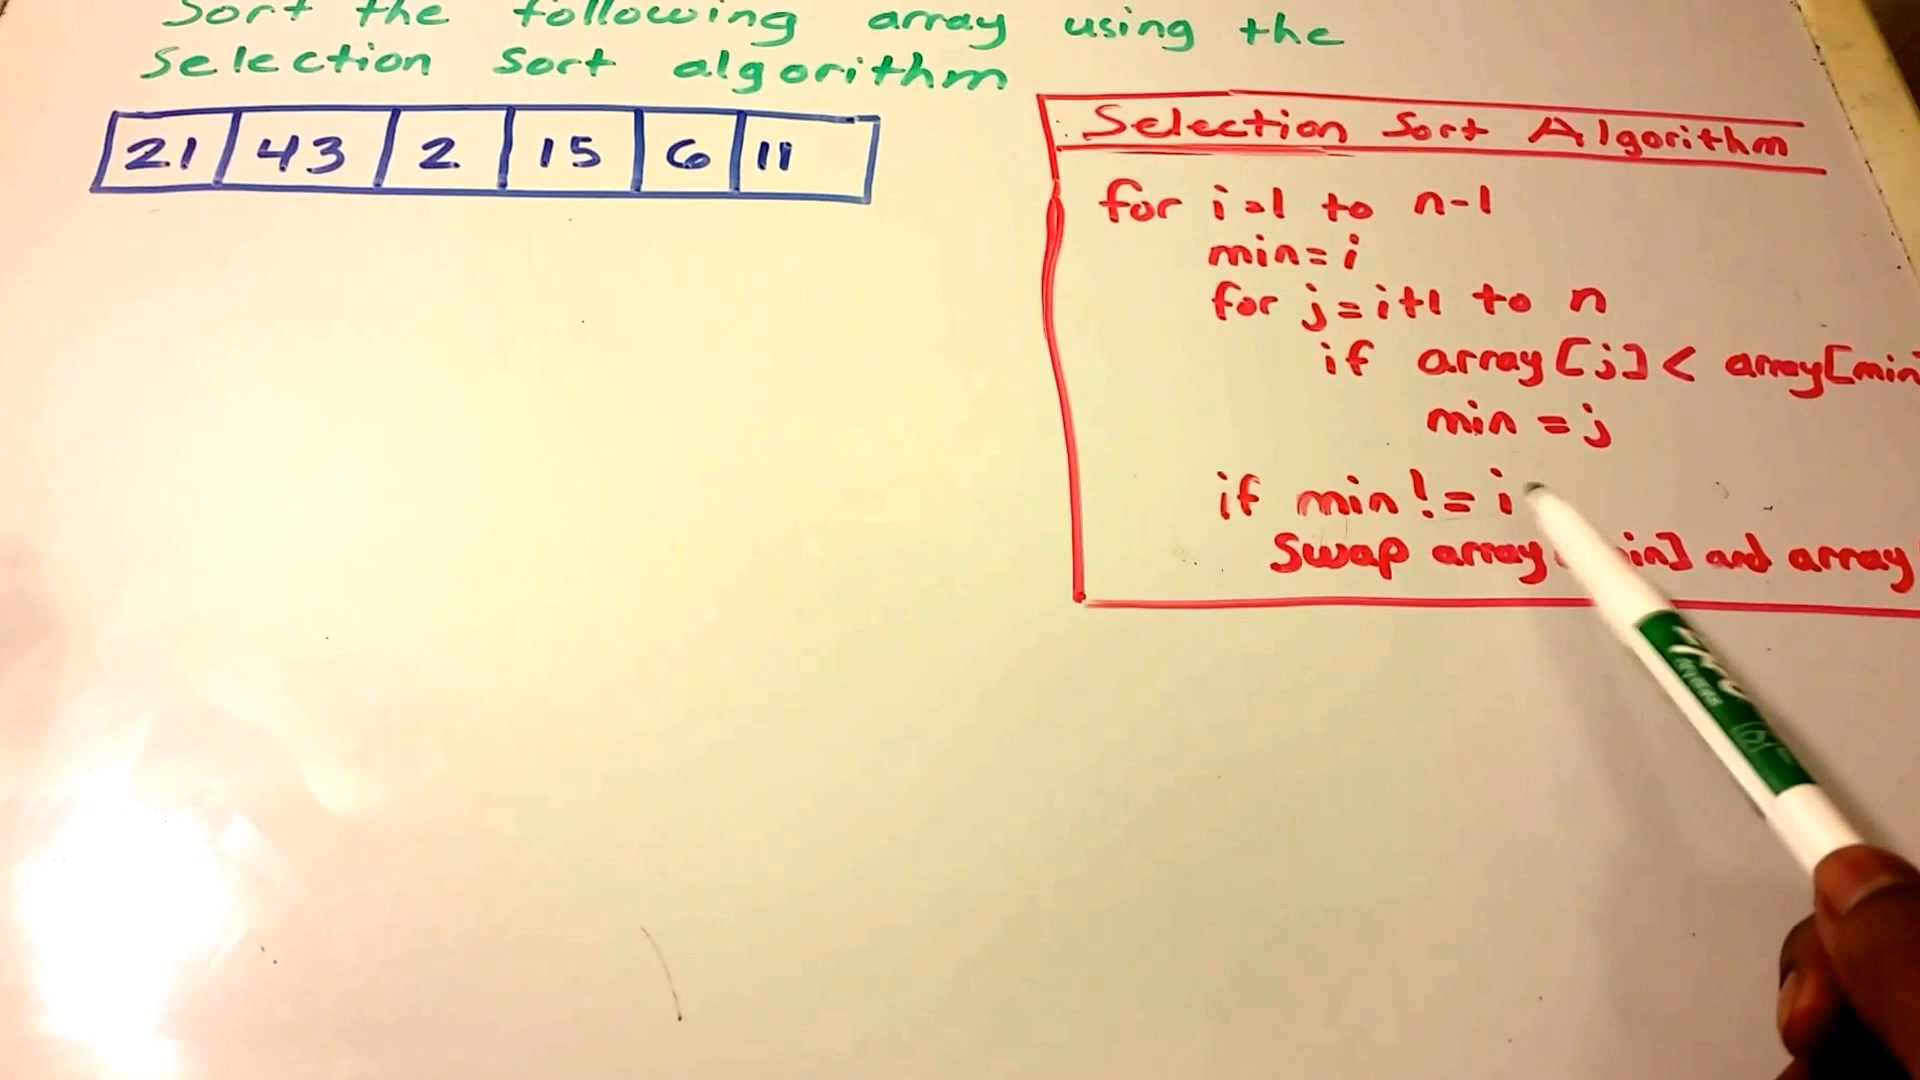 Sort the following array using the
Selection Sort algorithm
21 43 2 15 6 11
Selection Sort Algorithm
for i=1 to n-1
min=i
for j=i+1 to n
if array[j]< array[min]
min =j
if min!=i
Swap array and array